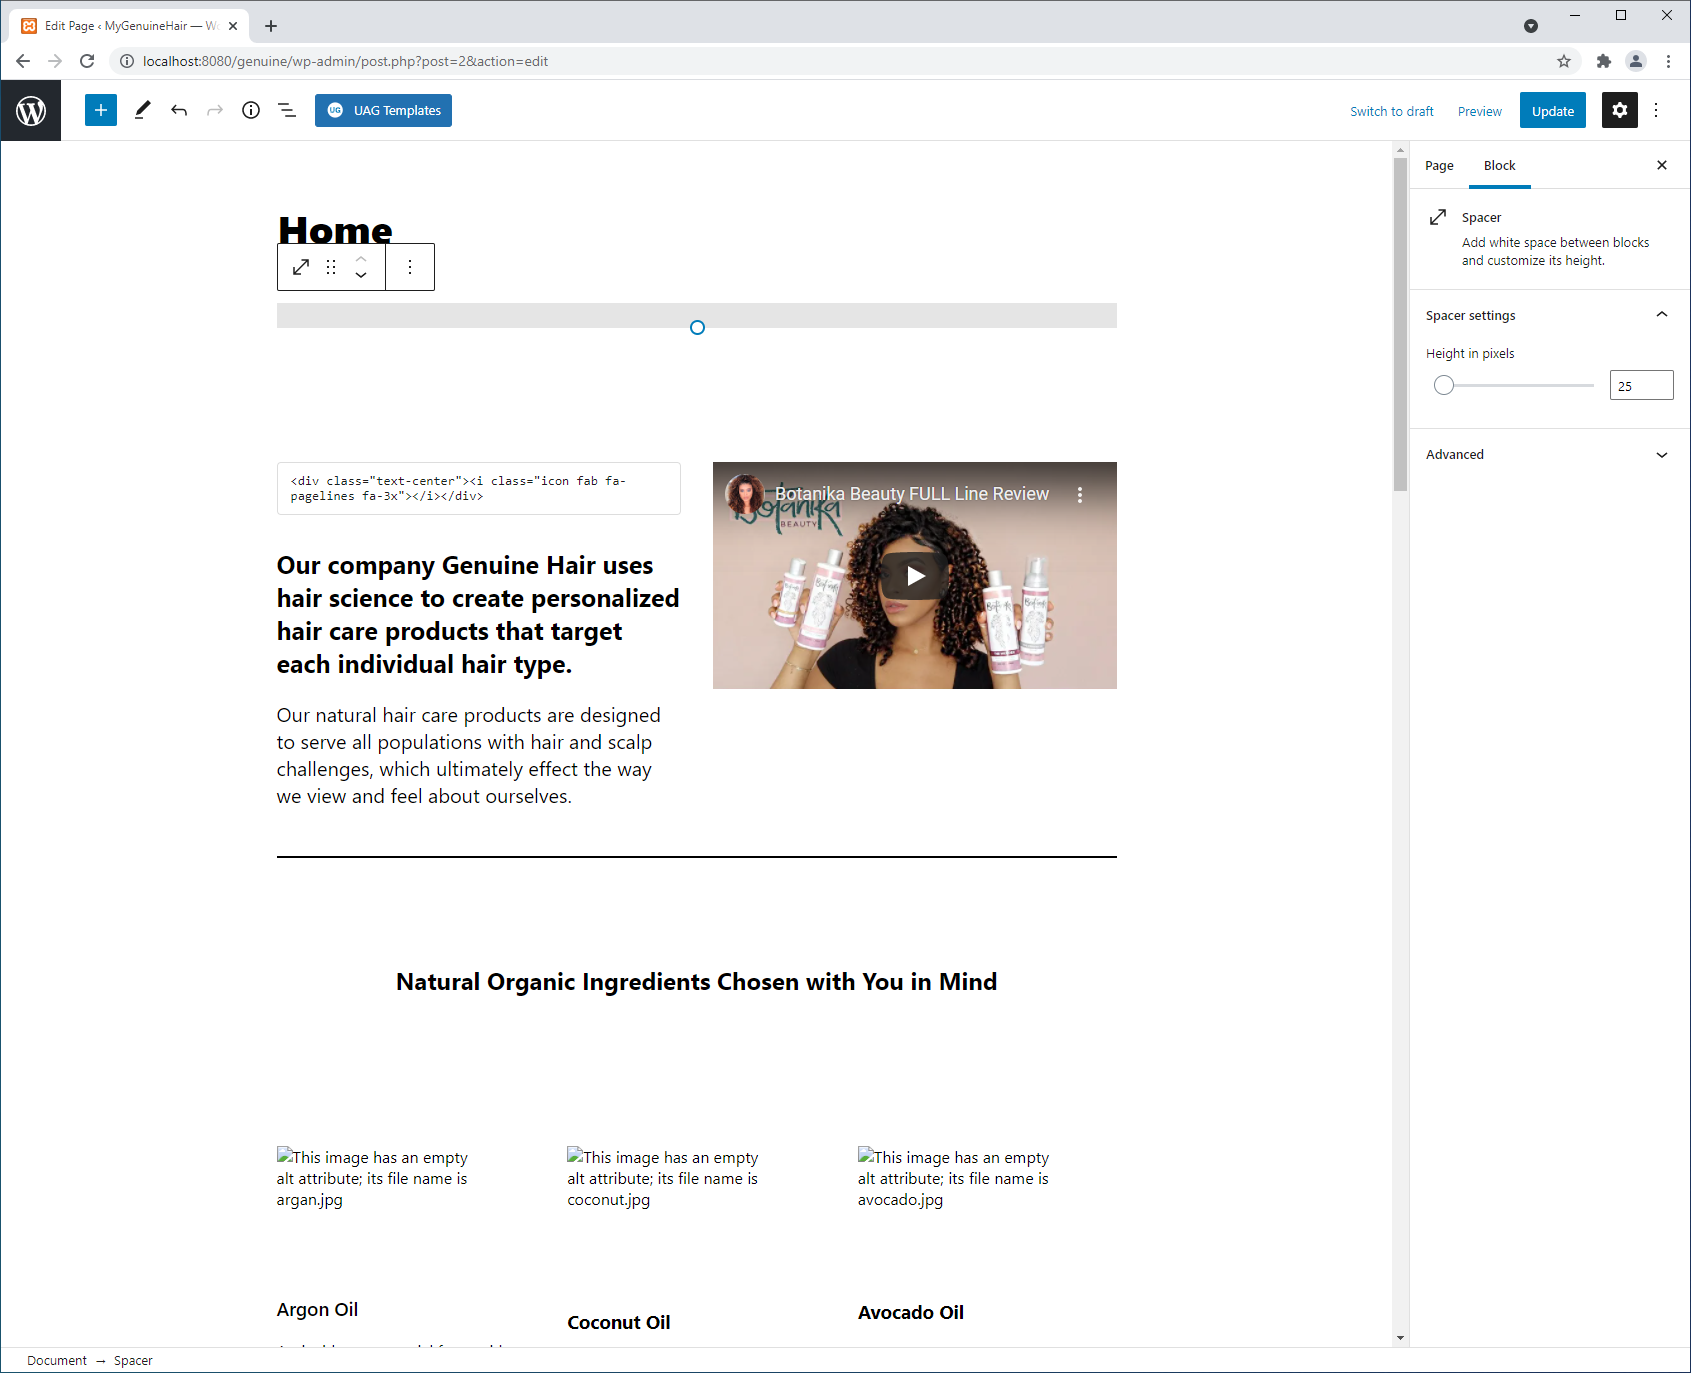 Edit Page ‹ MyGenuineHair — Wo
localhost:8080/genuine/wp-admin/post.php?post=2&action=edit
UG UAG Templates
Switch to draft Preview Update
Page Block
Home
Spacer
Add white space between blocks
and customize its height.
Spacer settings
Height in pixels
25
Advanced
<div class="text-center"><i class="icon fab fa-
pagelines fa-3x"></i></div>
Our company Genuine Hair uses
hair science to create personalized
hair care products that target
each individual hair type.
Our natural hair care products are designed
to serve all populations with hair and scalp
challenges, which ultimately effect the way
we view and feel about ourselves.
Botanika Beauty FULL Line Review
Botanika
BEAUTY
Natural Organic Ingredients Chosen with You in Mind
This image has an empty
alt attribute; its file name is
argan.jpg
This image has an empty
alt attribute; its file name is
coconut.jpg
This image has an empty
alt attribute; its file name is
avocado.jpg
Argon Oil
Coconut Oil
Avocado Oil
Document → Spacer